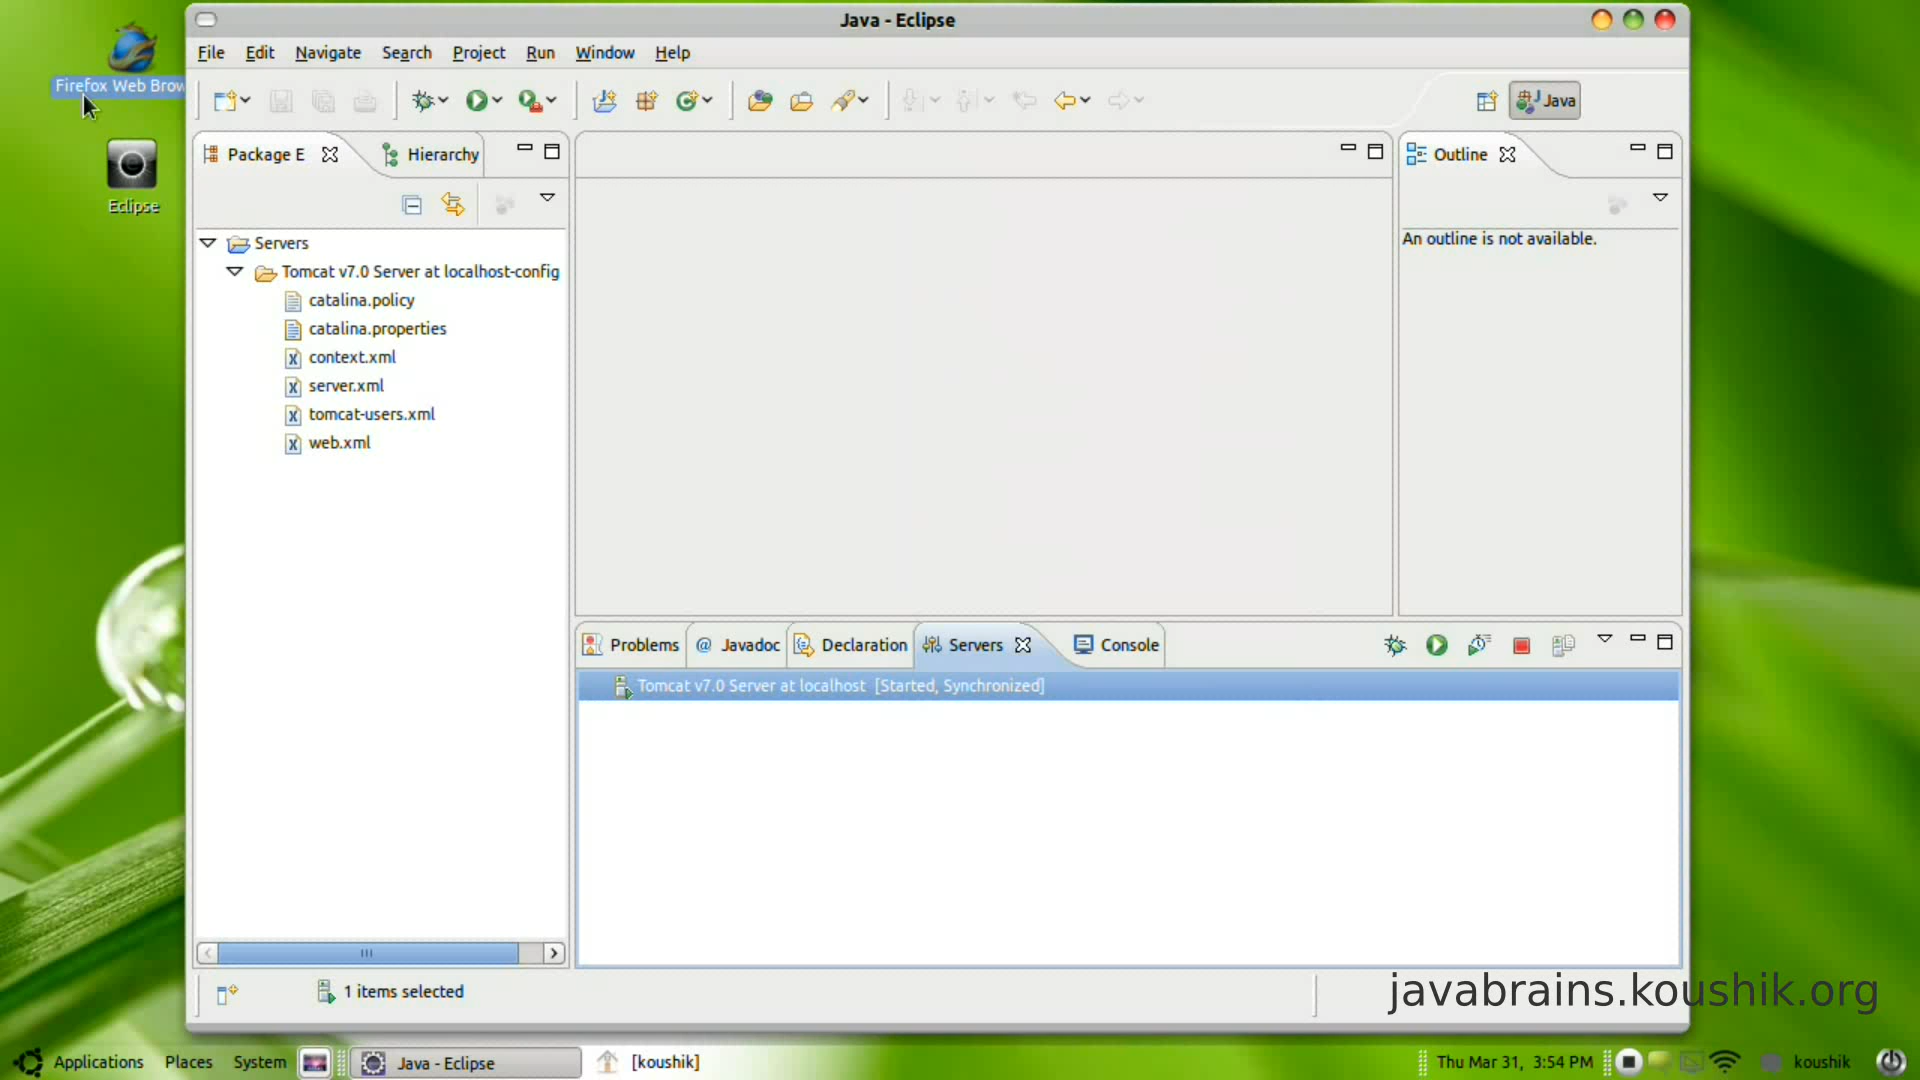 Java - Eclipse
File Edit Navigate Search Project Run Window Help
Firefox Web Brow
Java
Package E Hierarchy
Outline
Eclipse
An outline is not available.
Servers
Tomcat v7.0 Server at localhost-config
catalina.policy
catalina.properties
context.xml
server.xml
tomcat-users.xml
web.xml
Problems @ Javadoc Declaration Servers Console
Tomcat v7.0 Server at localhost [Started, Synchronized]
1 items selected
javabrains.koushik.org
Applications Places System Java - Eclipse [koushik] Thu Mar 31, 3:54 PM koushik